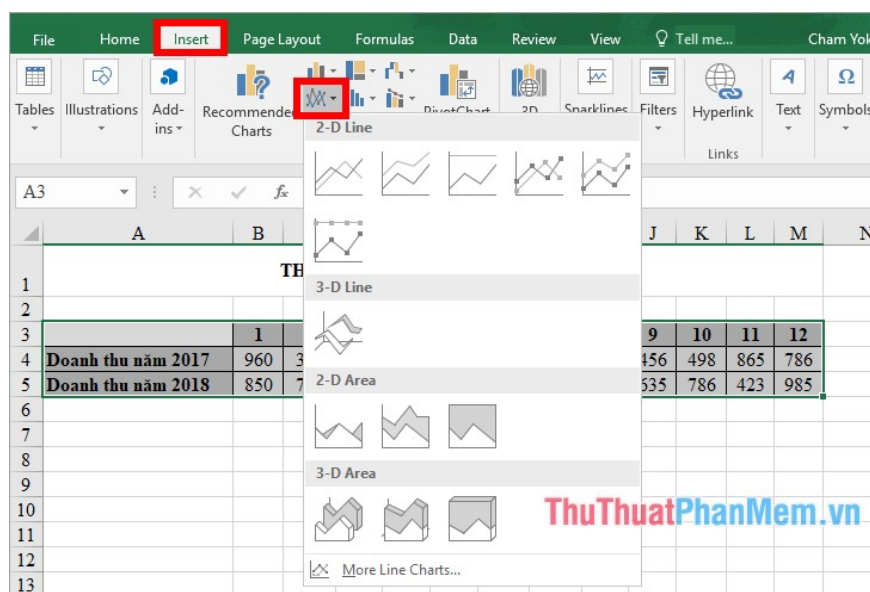 File Home Insert Page Layout Formulas Data Review View Tell me... Cham Yok
Tables Illustrations Add-ins Recommended Charts PivotChart 3D Sparklines Filters Hyperlink Text Symbols
Links
A3 fx
A B J K L M N
2-D Line
3-D Line
2-D Area
3-D Area
More Line Charts...
1 TH
2
3 1 9 10 11 12
4 Doanh thu năm 2017 960 3 456 498 865 786
5 Doanh thu năm 2018 850 7 635 786 423 985
6
7
8
9
10
11
12
13
ThuThuatPhanMem.vn